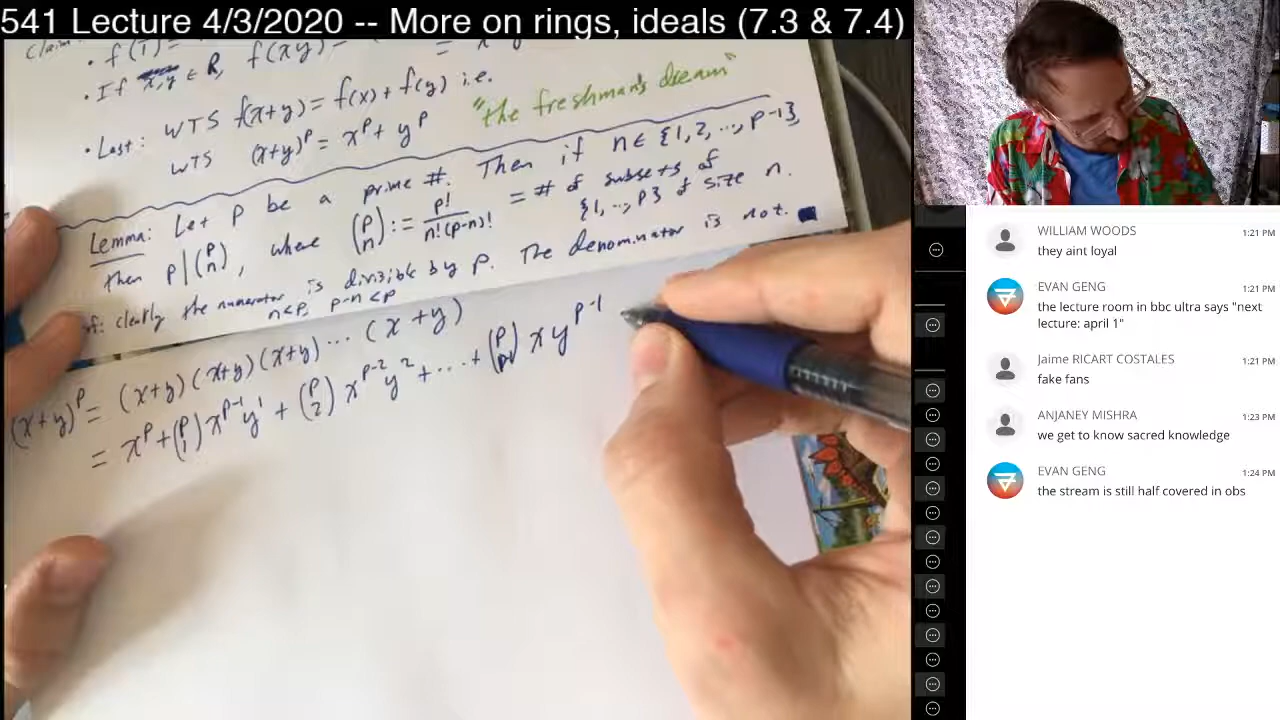 541 Lecture 4/3/2020 -- More on rings, ideals (7.3 & 7.4)
Claim:
• f(1) =
• If x,y ∈ R, f(xy) =
• Last: WTS f(x+y) = f(x) + f(y) i.e.
WTS (x+y)^p = x^p + y^p
"the freshman's dream"
Lemma: Let P be a prime #. Then if n ∈ {1, 2, ..., p-1},
then p | (p n), where (p n) := p! / n!(p-n)! = # of subsets of {1, .., p} of size n.
f: clearly the numerator is divisible by p. The denominator is not. ■
n<p, p-n<p
(x+y)^p = (x+y)(x+y)(x+y) ... (x+y)
= x^p + (p 1) x^p-1 y^1 + (p 2) x^p-2 y^2 + ... + (p p-1) x y^p-1
WILLIAM WOODS 1:21 PM
they aint loyal
EVAN GENG 1:21 PM
the lecture room in bbc ultra says "next
lecture: april 1"
Jaime RICART COSTALES 1:21 PM
fake fans
ANJANEY MISHRA 1:23 PM
we get to know sacred knowledge
EVAN GENG 1:24 PM
the stream is still half covered in obs